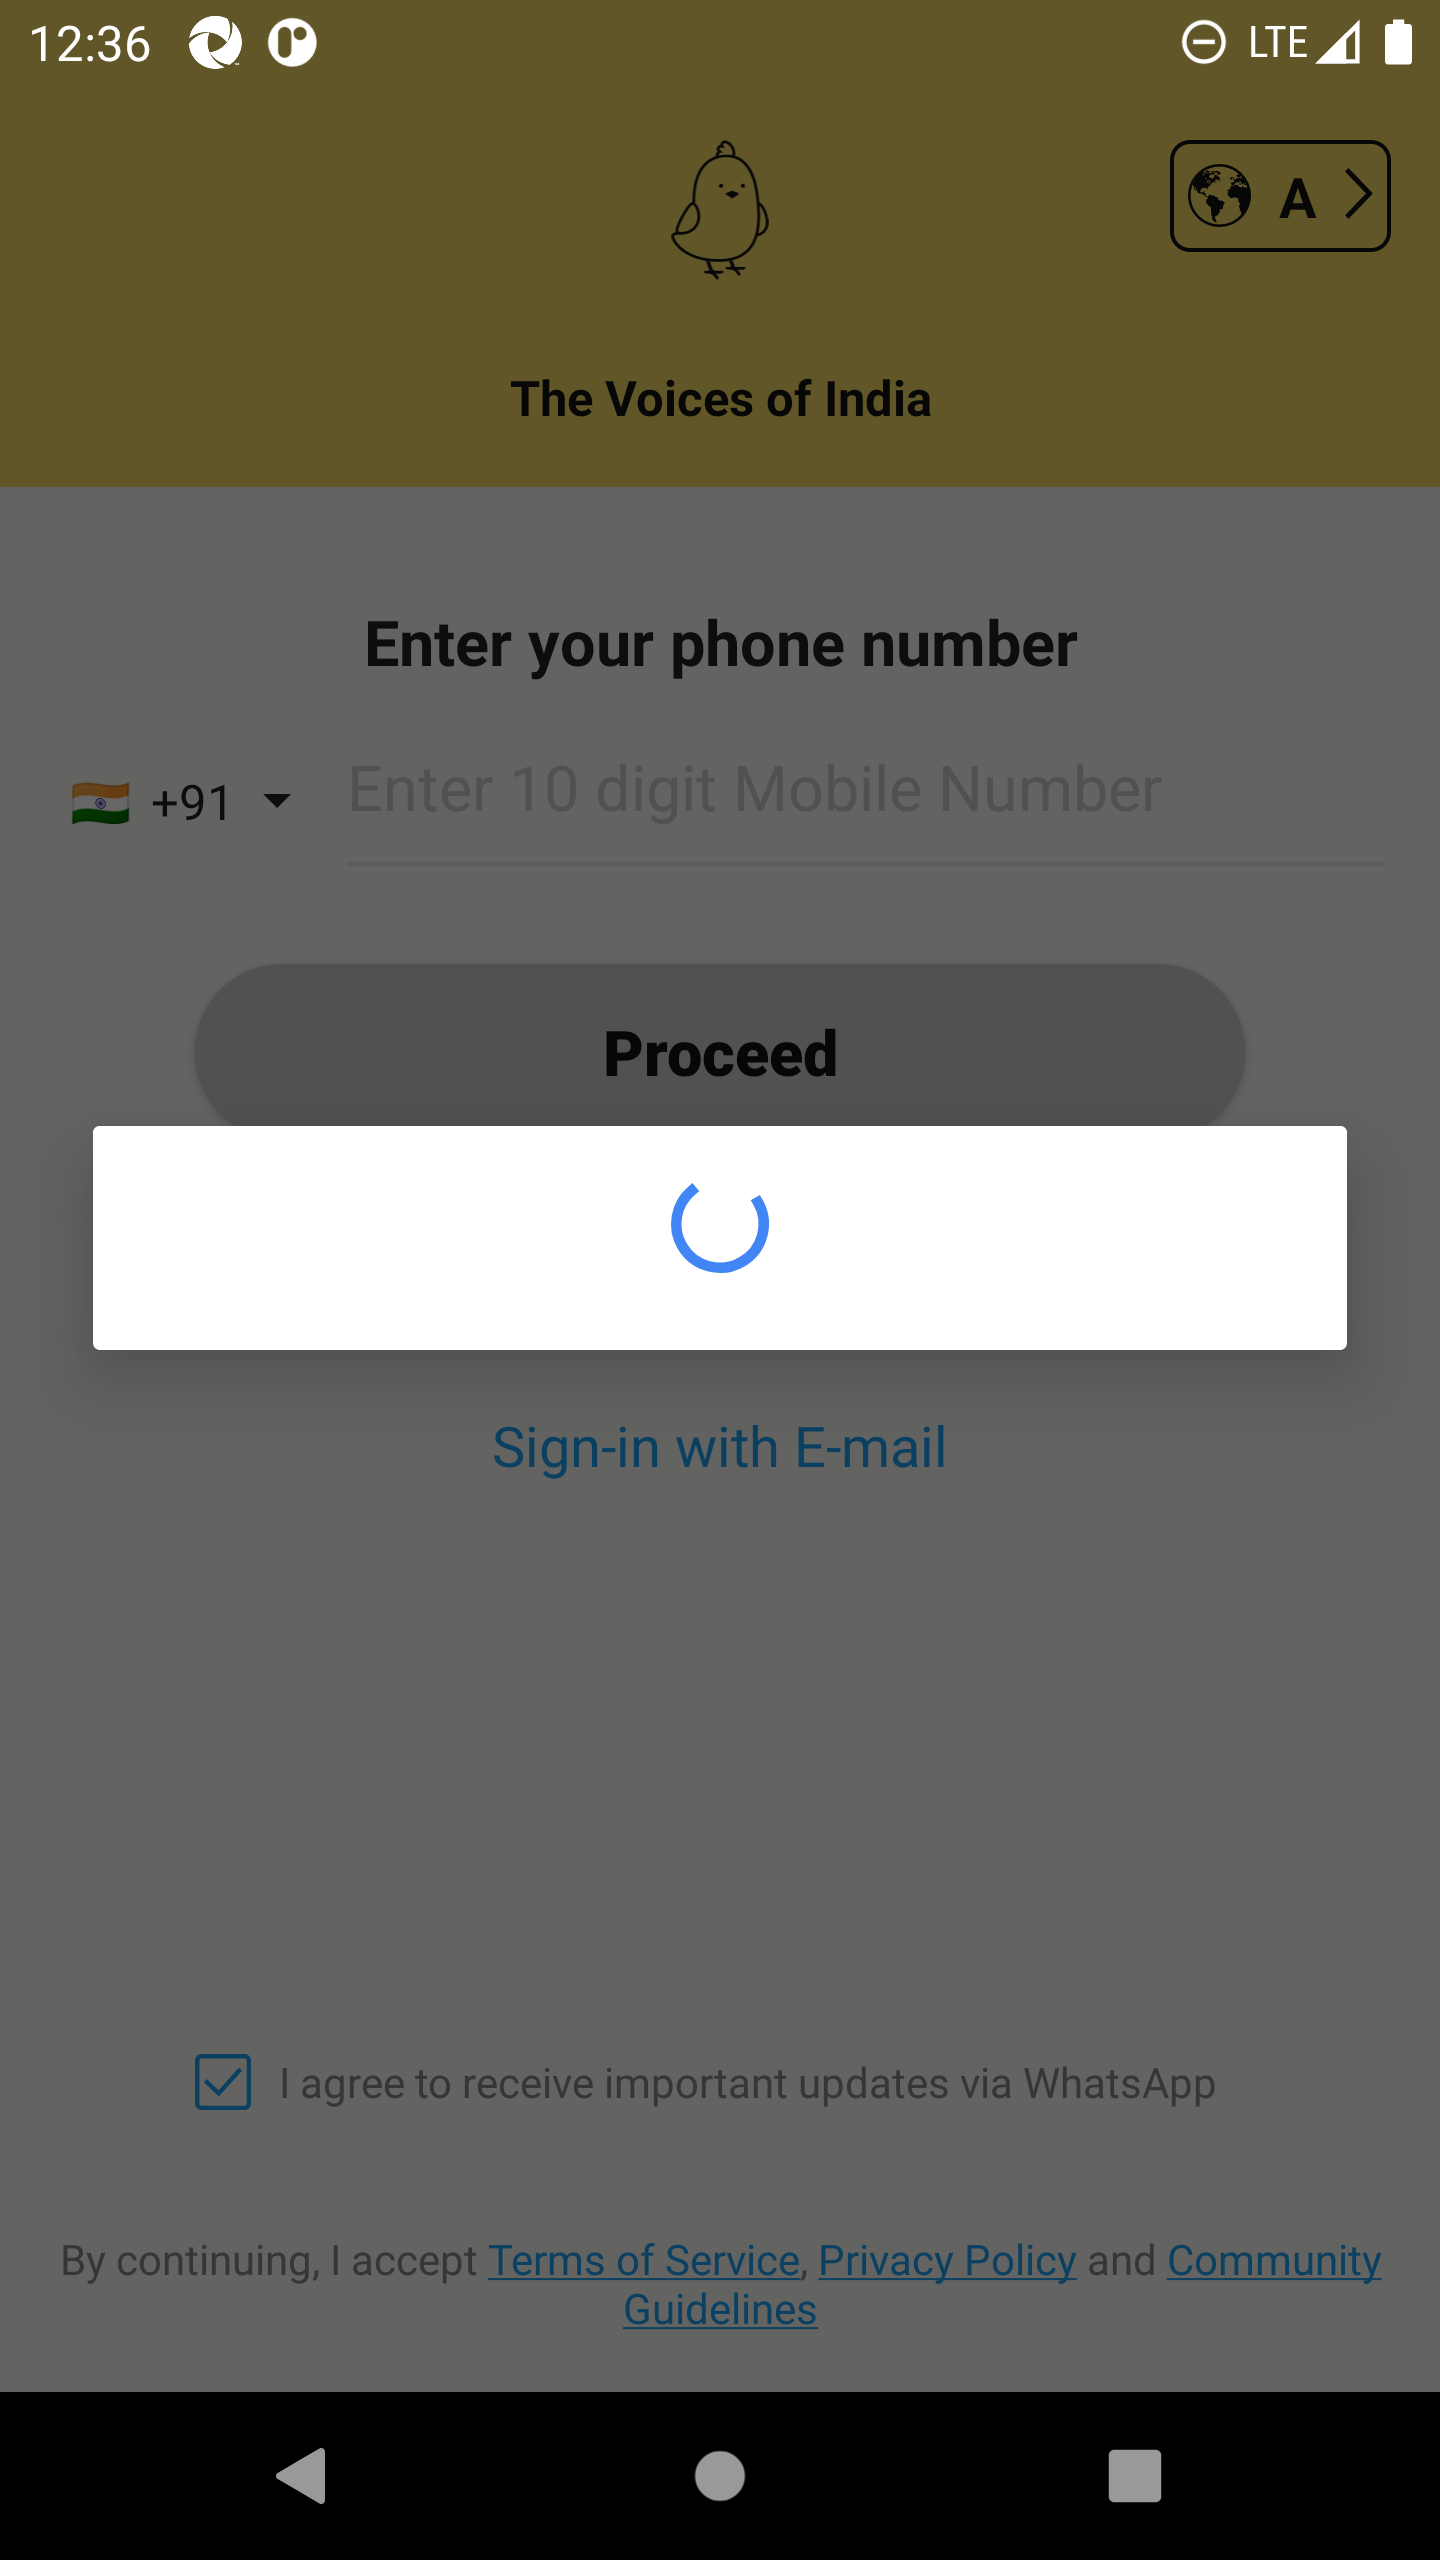 12:36
LTE
A
The Voices of India
Enter your phone number
+91
Enter 10 digit Mobile Number
Proceed
Sign-in with E-mail
I agree to receive important updates via WhatsApp
By continuing, I accept Terms of Service, Privacy Policy and Community
Guidelines